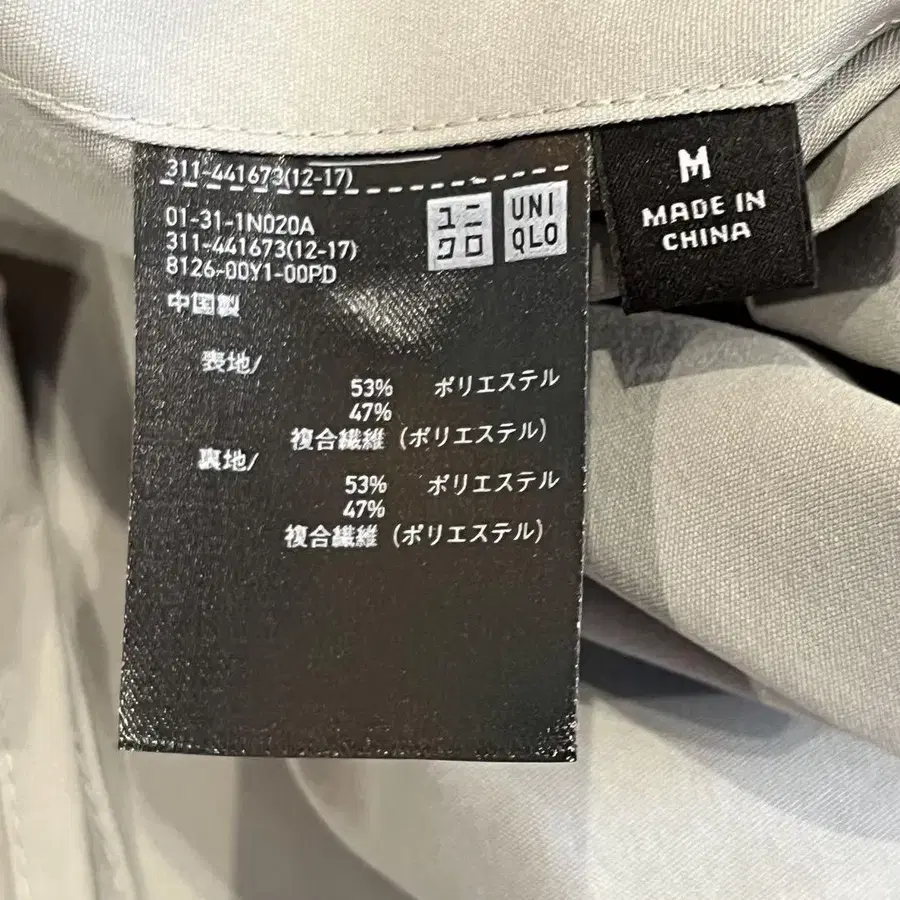 311-441673(12-17)
ユニ
クロ
UNI
QLO
01-31-1N020A
311-441673(12-17)
8126-00Y1-00PD
中国製
表地/
53% ポリエステル
47%
複合繊維 (ポリエステル)
裏地/
53% ポリエステル
47%
複合繊維 (ポリエステル)
M
MADE IN
CHINA